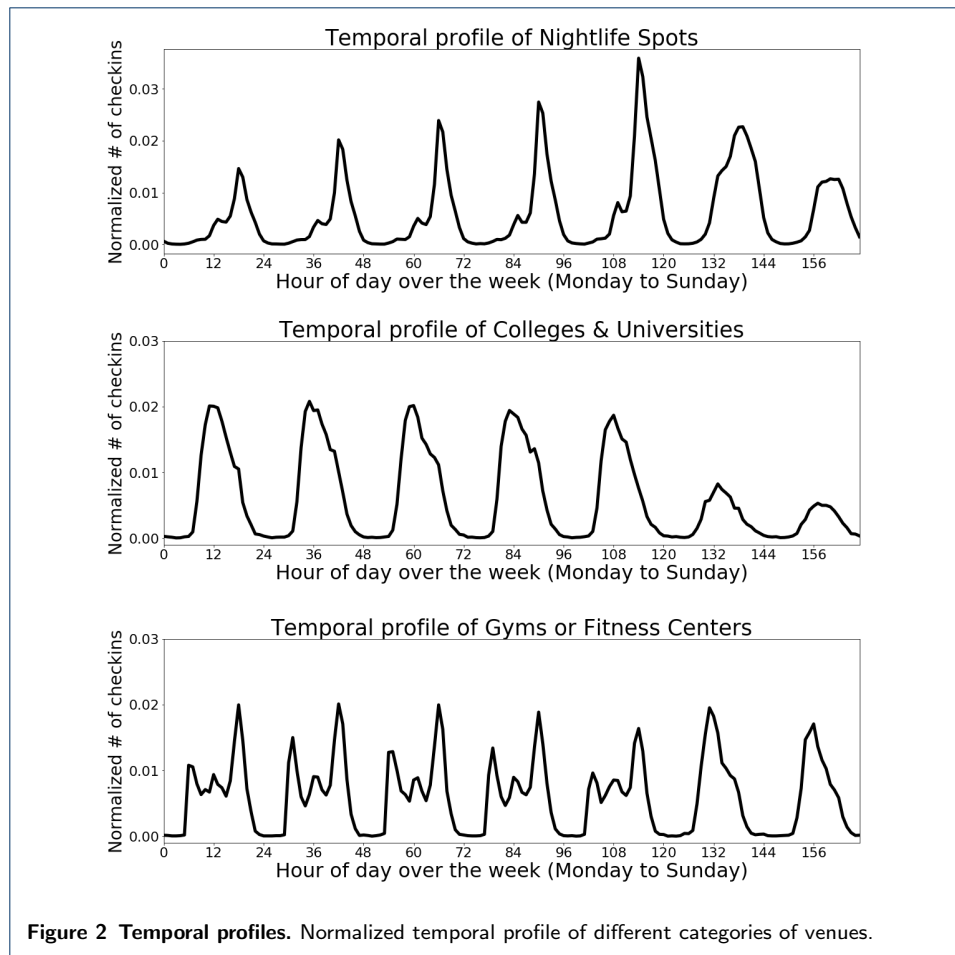 Temporal profile of Nightlife Spots
Normalized # of checkins
0.03
0.02
0.01
0.00
0 12 24 36 48 60 72 84 96 108 120 132 144 156
Hour of day over the week (Monday to Sunday)
Temporal profile of Colleges & Universities
Normalized # of checkins
0.03
0.02
0.01
0.00
0 12 24 36 48 60 72 84 96 108 120 132 144 156
Hour of day over the week (Monday to Sunday)
Temporal profile of Gyms or Fitness Centers
Normalized # of checkins
0.03
0.02
0.01
0.00
0 12 24 36 48 60 72 84 96 108 120 132 144 156
Hour of day over the week (Monday to Sunday)
Figure 2 Temporal profiles. Normalized temporal profile of different categories of venues.